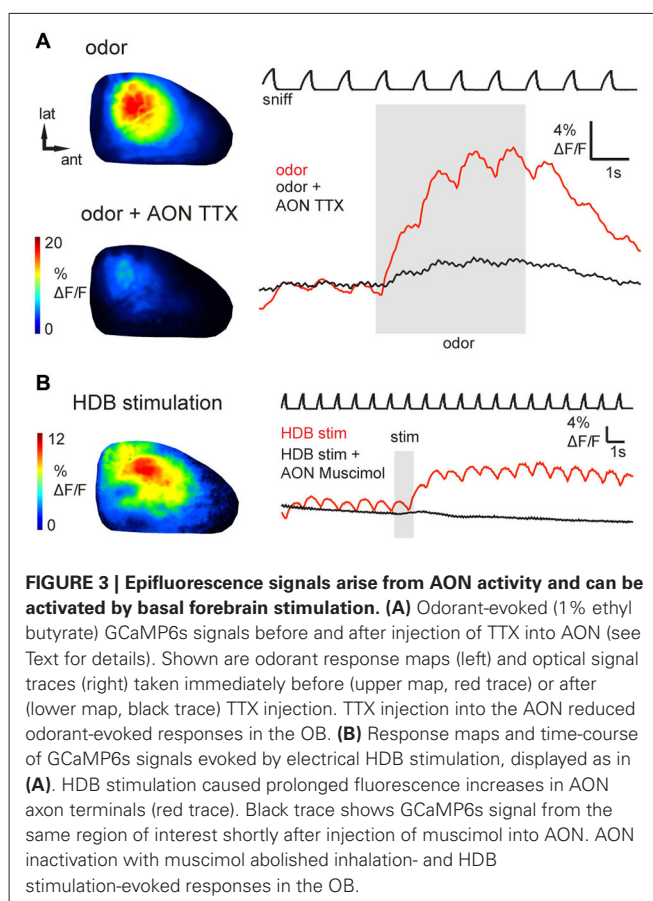 A
odor
lat
ant
sniff
4%
ΔF/F
1s
odor
odor +
AON TTX
odor + AON TTX
20
%
ΔF/F
0
odor
B
HDB stimulation
4%
ΔF/F
1s
HDB stim
stim
HDB stim +
AON Muscimol
12
%
ΔF/F
0
FIGURE 3 | Epifluorescence signals arise from AON activity and can be
activated by basal forebrain stimulation. (A) Odorant-evoked (1% ethyl
butyrate) GCaMP6s signals before and after injection of TTX into AON (see
Text for details). Shown are odorant response maps (left) and optical signal
traces (right) taken immediately before (upper map, red trace) or after
(lower map, black trace) TTX injection. TTX injection into the AON reduced
odorant-evoked responses in the OB. (B) Response maps and time-course
of GCaMP6s signals evoked by electrical HDB stimulation, displayed as in
(A). HDB stimulation caused prolonged fluorescence increases in AON
axon terminals (red trace). Black trace shows GCaMP6s signal from the
same region of interest shortly after injection of muscimol into AON. AON
inactivation with muscimol abolished inhalation- and HDB
stimulation-evoked responses in the OB.